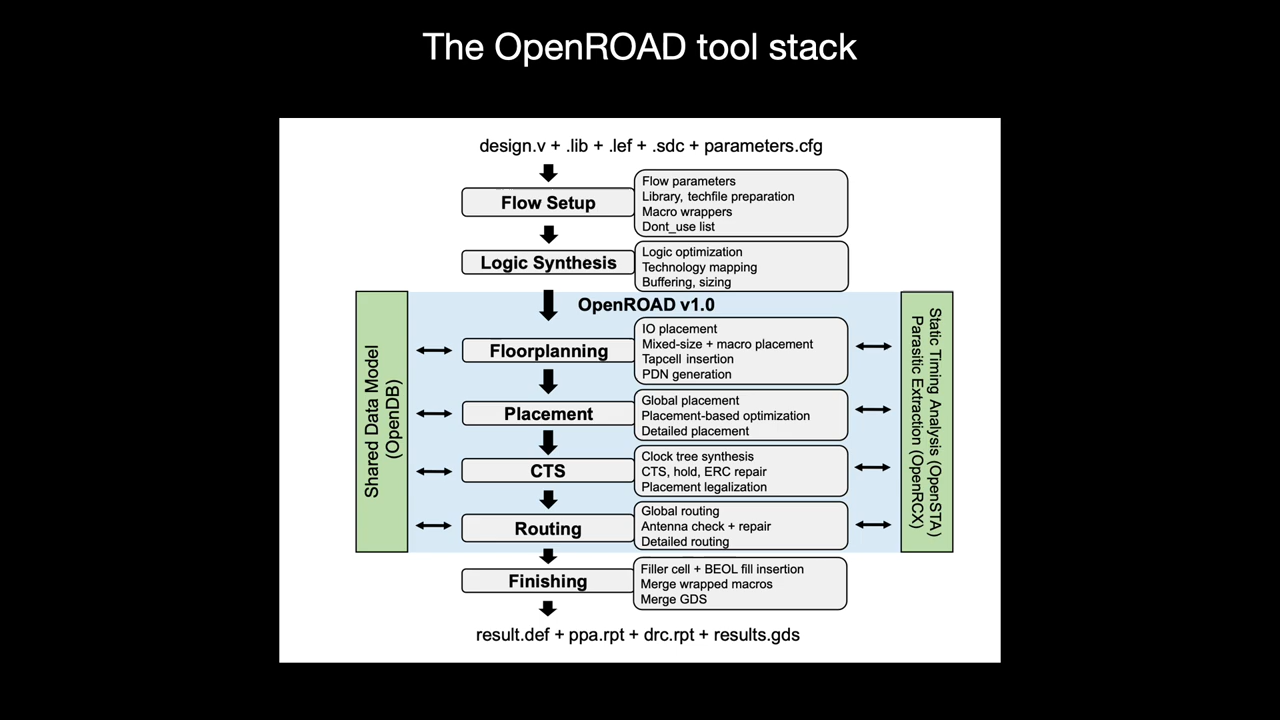 The OpenROAD tool stack
design.v + .lib + .lef + .sdc + parameters.cfg
Flow Setup
Flow parameters
Library, techfile preparation
Macro wrappers
Dont_use list
Logic Synthesis
Logic optimization
Technology mapping
Buffering, sizing
OpenROAD v1.0
Shared Data Model
(OpenDB)
Floorplanning
IO placement
Mixed-size + macro placement
Tapcell insertion
PDN generation
Placement
Global placement
Placement-based optimization
Detailed placement
CTS
Clock tree synthesis
CTS, hold, ERC repair
Placement legalization
Routing
Global routing
Antenna check + repair
Detailed routing
Static Timing Analysis (OpenSTA)
Parasitic Extraction (OpenRCX)
Finishing
Filler cell + BEOL fill insertion
Merge wrapped macros
Merge GDS
result.def + ppa.rpt + drc.rpt + results.gds